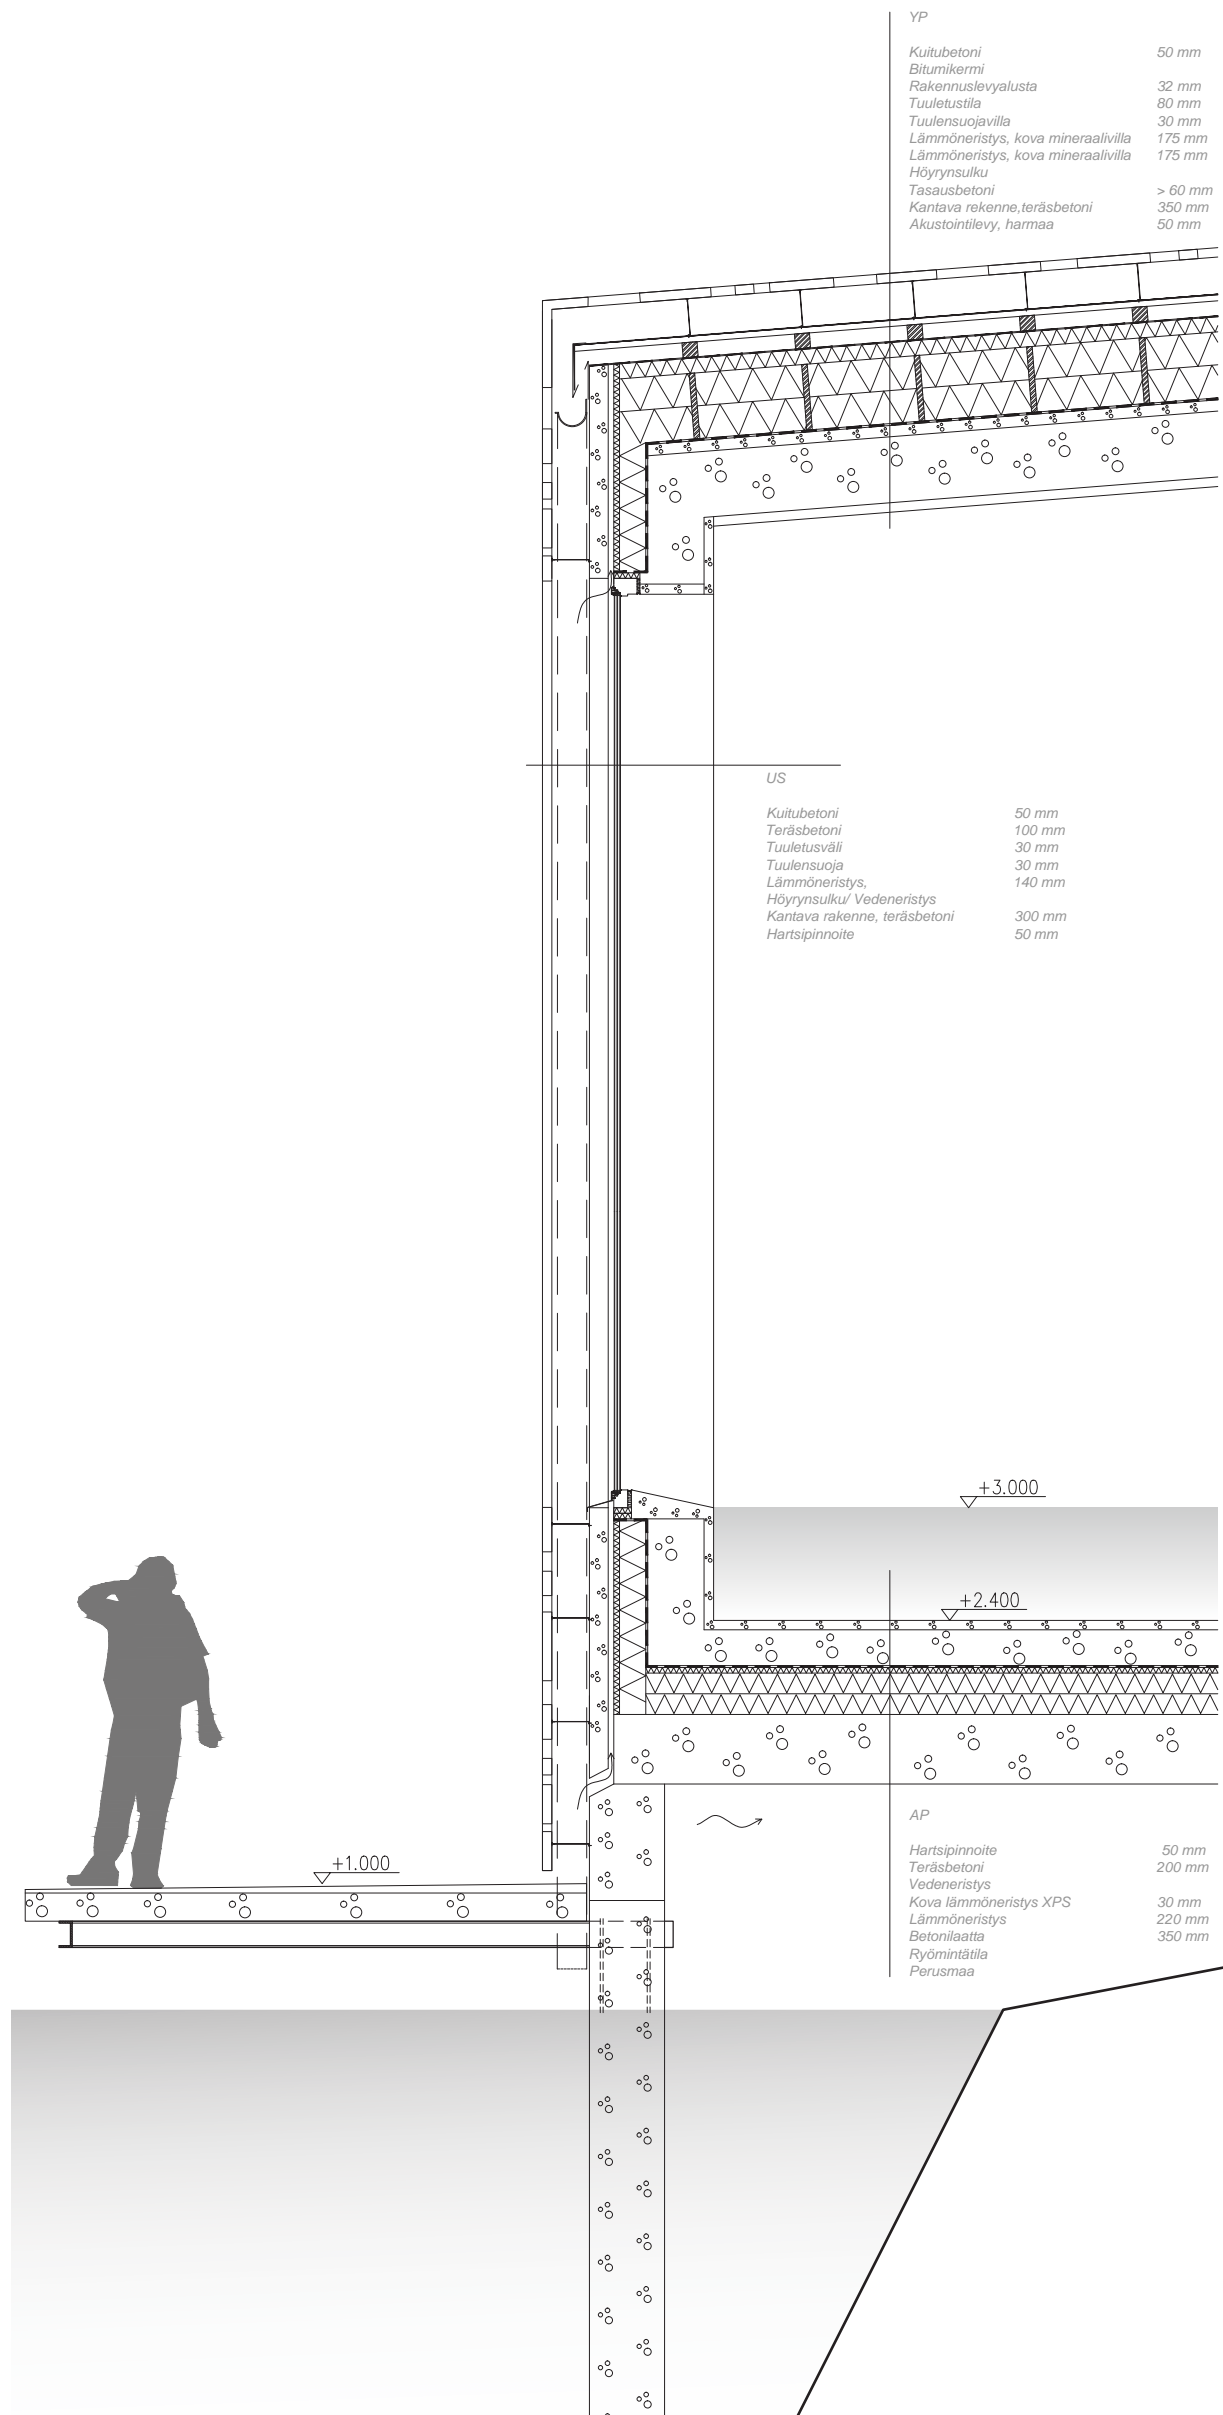 YP
Kuitubetoni 50 mm
Bitumikermi
Rakennuslevyalusta 32 mm
Tuuletustila 80 mm
Tuulensuojavilla 30 mm
Lämmöneristys, kova mineraalivilla 175 mm
Lämmöneristys, kova mineraalivilla 175 mm
Höyrynsulku
Tasausbetoni > 60 mm
Kantava rekenne,teräsbetoni 350 mm
Akustointilevy, harmaa 50 mm
US
Kuitubetoni 50 mm
Teräsbetoni 100 mm
Tuuletusväli 30 mm
Tuulensuoja 30 mm
Lämmöneristys, 140 mm
Höyrynsulku/ Vedeneristys
Kantava rakenne, teräsbetoni 300 mm
Hartsipinnoite 50 mm
+3.000
+2.400
AP
Hartsipinnoite 50 mm
Teräsbetoni 200 mm
Vedeneristys
Kova lämmöneristys XPS 30 mm
Lämmöneristys 220 mm
Betonilaatta 350 mm
Ryömintätila
Perusmaa
+1.000